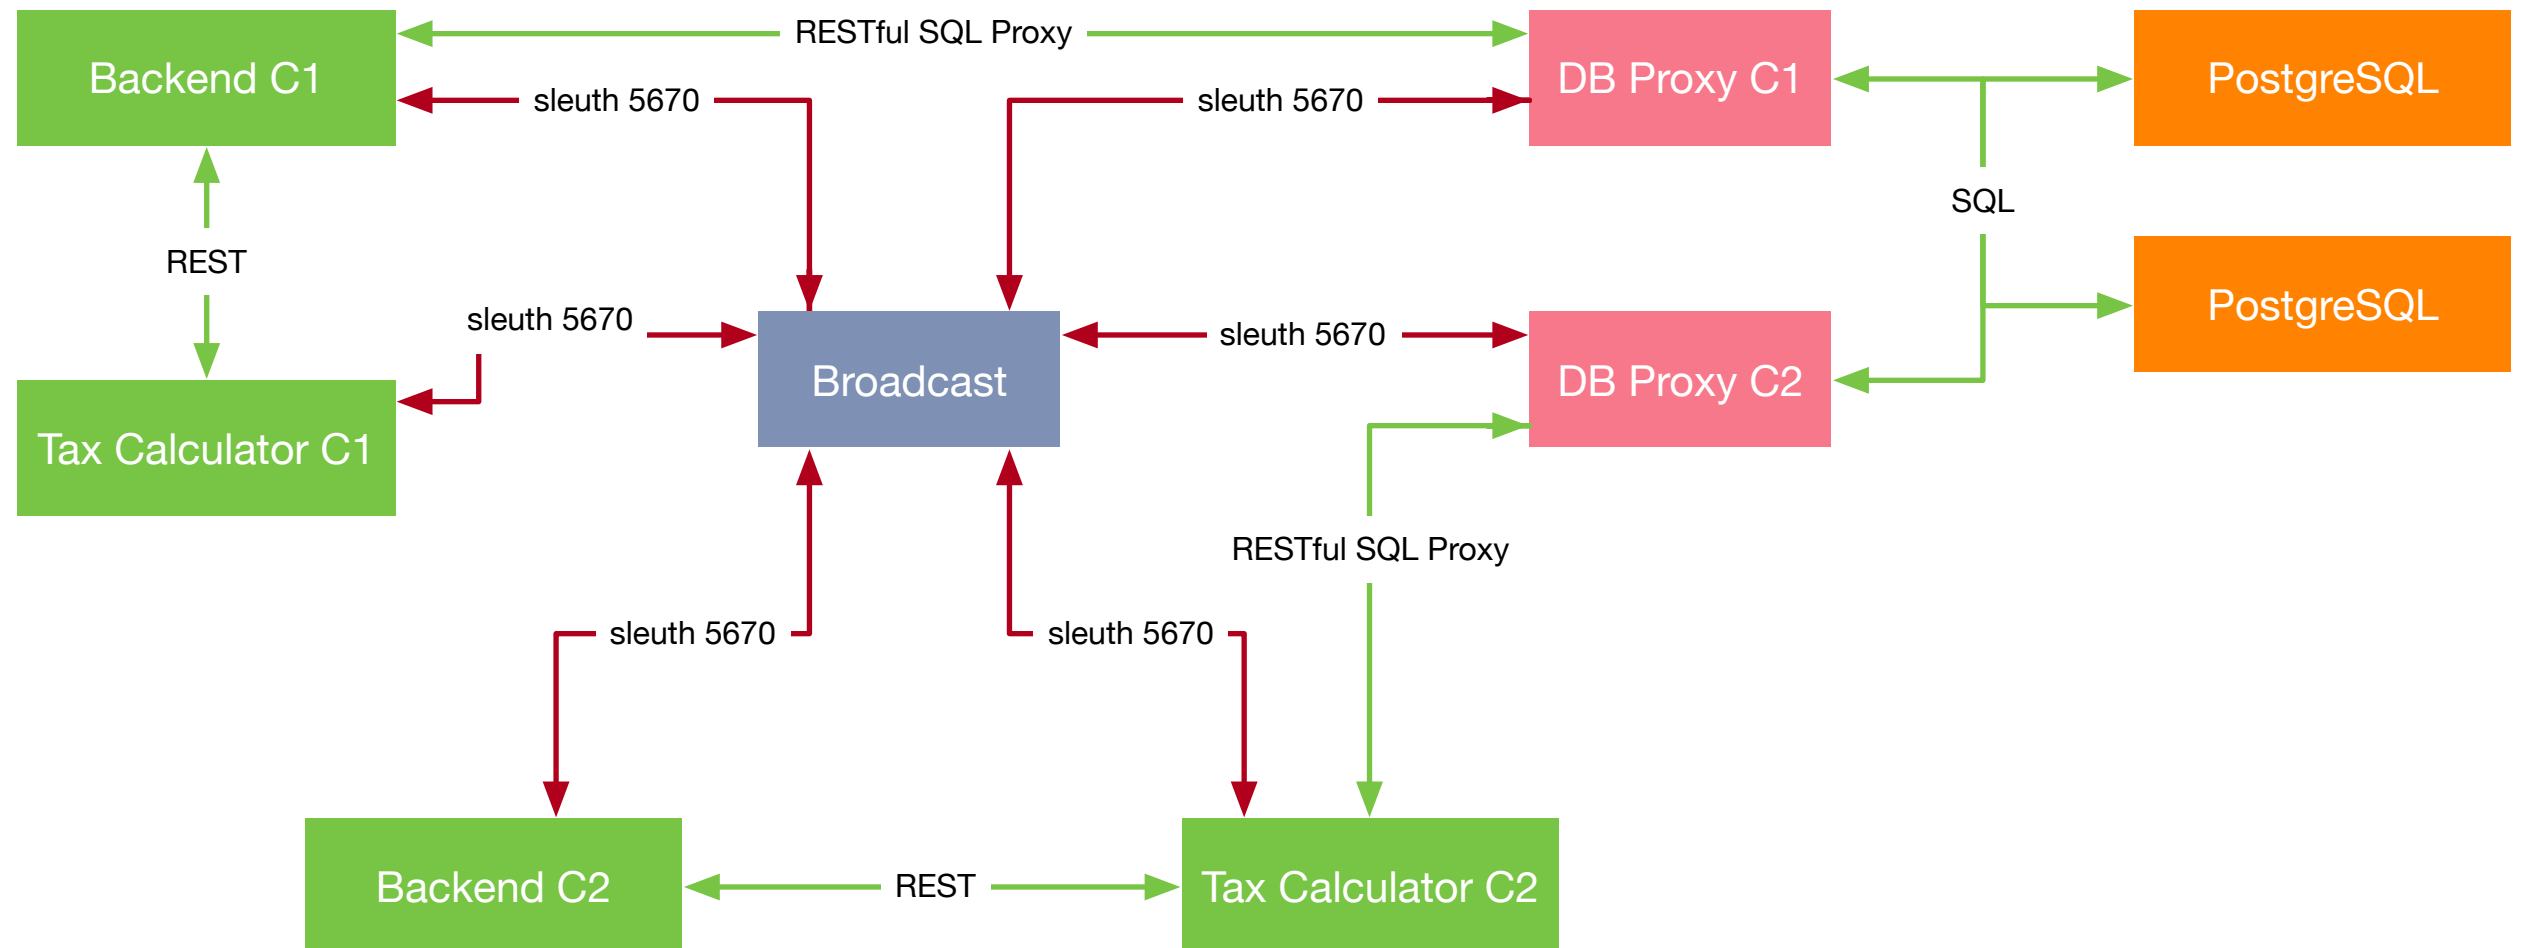 RESTful SQL Proxy
Backend C1
DB Proxy C1
PostgreSQL
sleuth 5670
sleuth 5670
SQL
REST
sleuth 5670
sleuth 5670
PostgreSQL
Broadcast
DB Proxy C2
Tax Calculator C1
RESTful SQL Proxy
sleuth 5670
sleuth 5670
Backend C2
REST
Tax Calculator C2